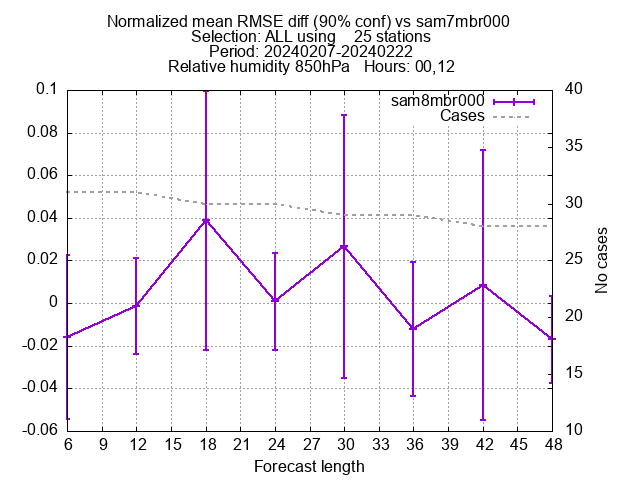 Normalized mean RMSE diff (90% conf) vs sam7mbr000
Selection: ALL using    25 stations
Period: 20240207-20240222
Relative humidity 850hPa   Hours: 00,12
sam8mbr000
Cases
0.1
0.08
0.06
0.04
0.02
0
-0.02
-0.04
-0.06
40
35
30
25
20
15
10
No cases
6 12 15 18 21 24 27 30 33 36 39 42 45 48
Forecast length